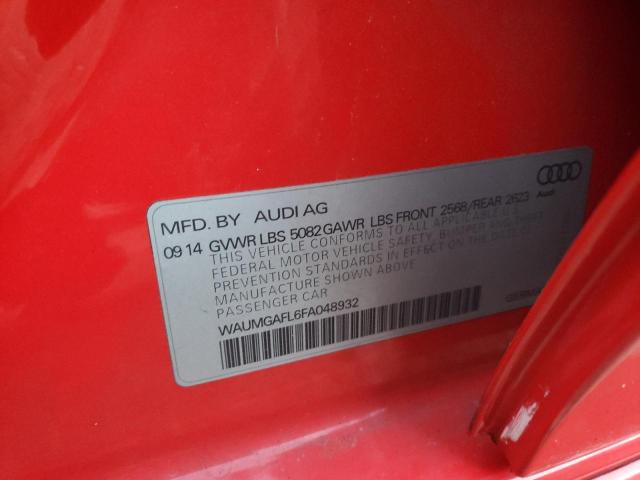 MFD. BY AUDI AG
Audi
09 14 GVWR LBS 5082 GAWR LBS FRONT 2568/REAR 2623
THIS VEHICLE CONFORMS TO ALL APPLICABLE U.S.
FEDERAL MOTOR VEHICLE SAFETY, BUMPER AND THEFT
PREVENTION STANDARDS IN EFFECT ON THE DATE OF
MANUFACTURE SHOWN ABOVE
PASSENGER CAR
WAUMGAFL6FA048932